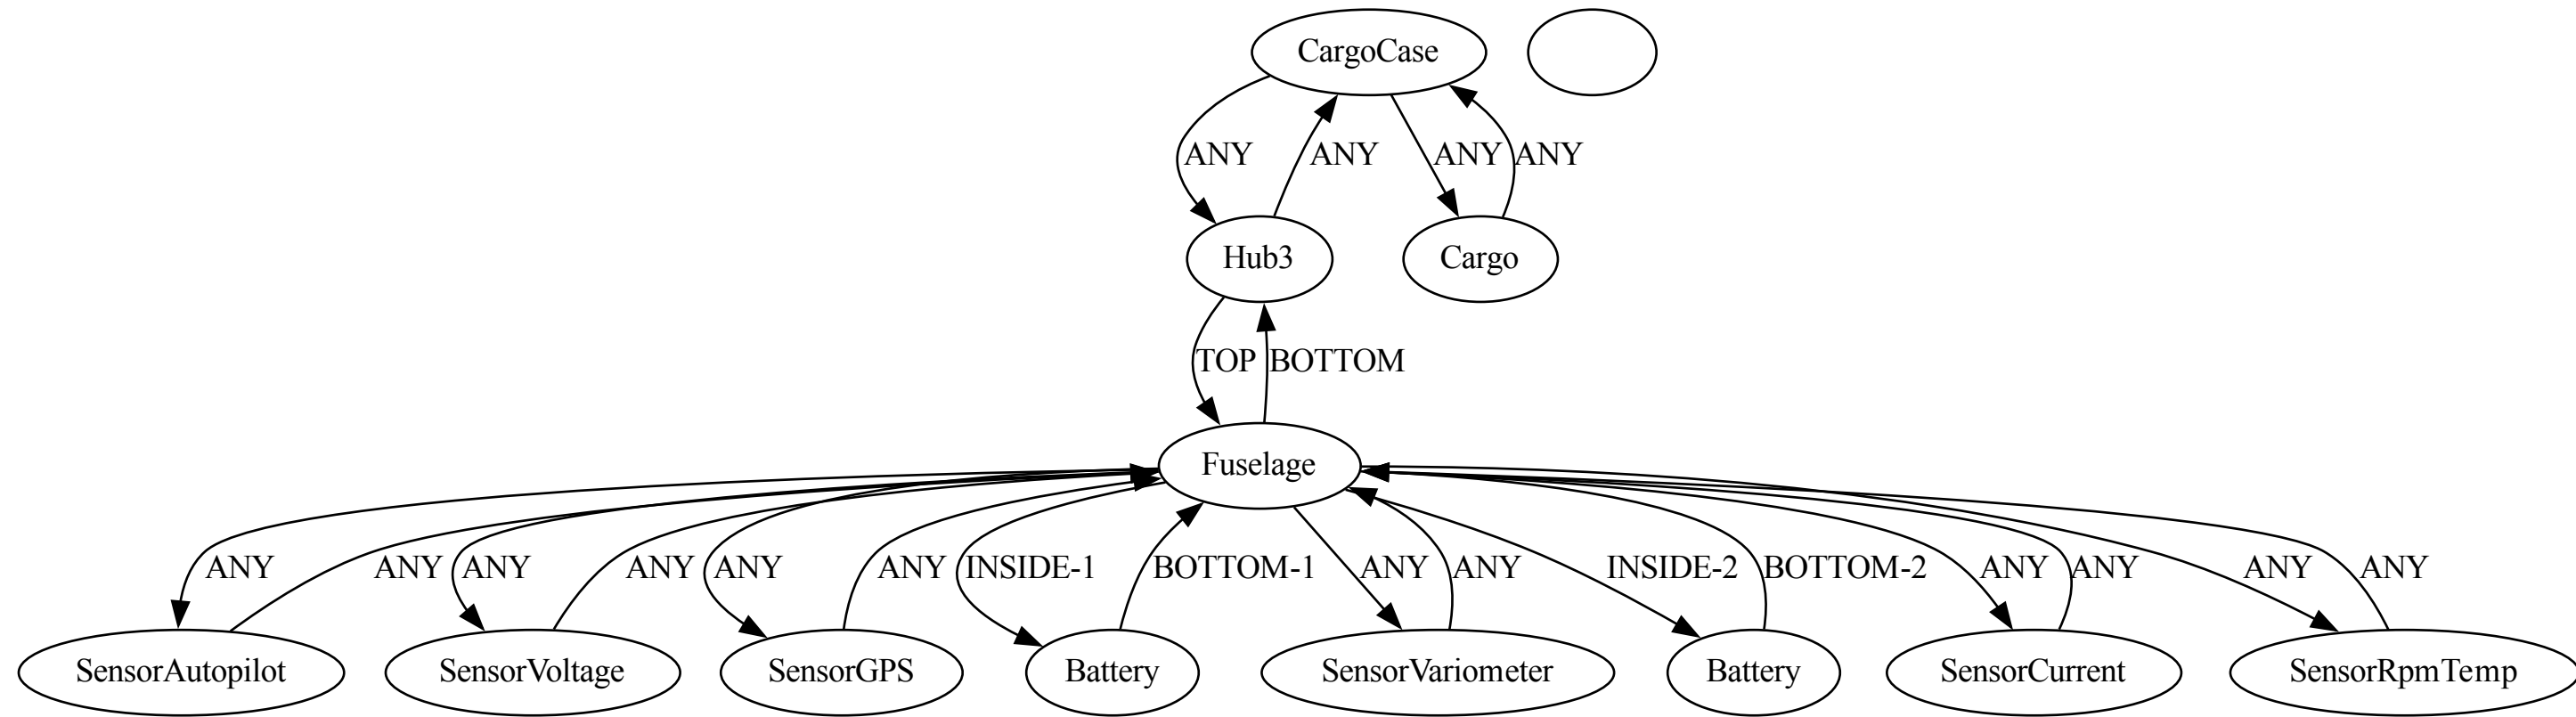 CargoCase
ANY
ANY
ANY
ANY
Hub3
Cargo
TOP
BOTTOM
Fuselage
ANY
ANY
ANY
ANY
ANY
ANY
INSIDE-1
BOTTOM-1
ANY
ANY
INSIDE-2
BOTTOM-2
ANY
ANY
ANY
ANY
SensorAutopilot
SensorVoltage
SensorGPS
Battery
SensorVariometer
Battery
SensorCurrent
SensorRpmTemp